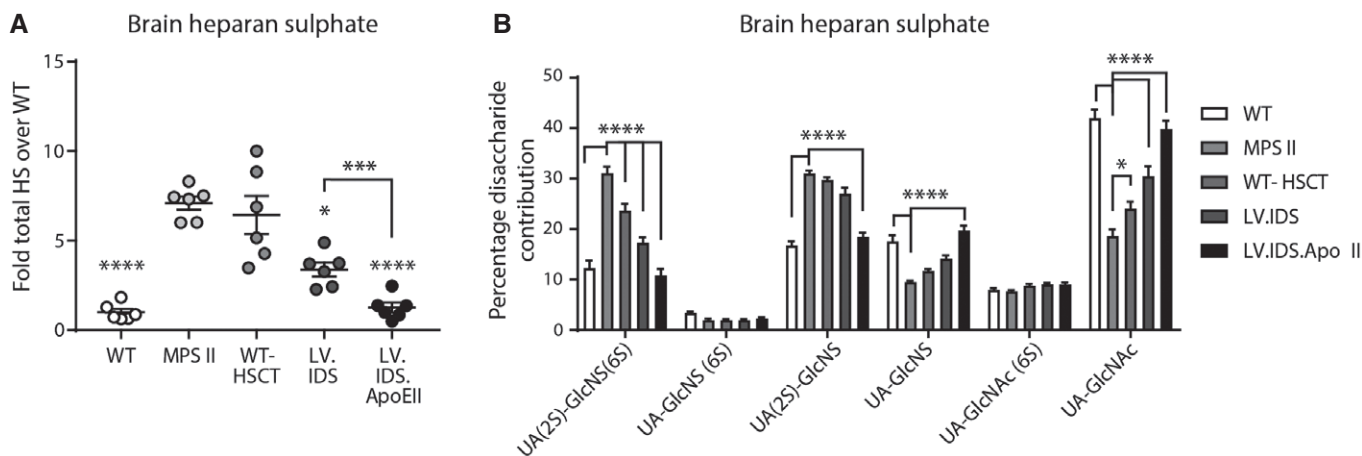 A
Brain heparan sulphate
Fold total HS over WT
15
10
5
0
****
***
*
****
WT
MPS II
WT-
HSCT
LV.
IDS
LV.
IDS.
ApoEII
B
Brain heparan sulphate
Percentage disaccharide
contribution
50
40
30
20
10
0
****
****
****
****
*
UA(2S)-GlcNS(6S)
UA-GlcNS (6S)
UA(2S)-GlcNS
UA-GlcNS
UA-GlcNAc (6S)
UA-GlcNAc
WT
MPS II
WT- HSCT
LV.IDS
LV.IDS.Apo II